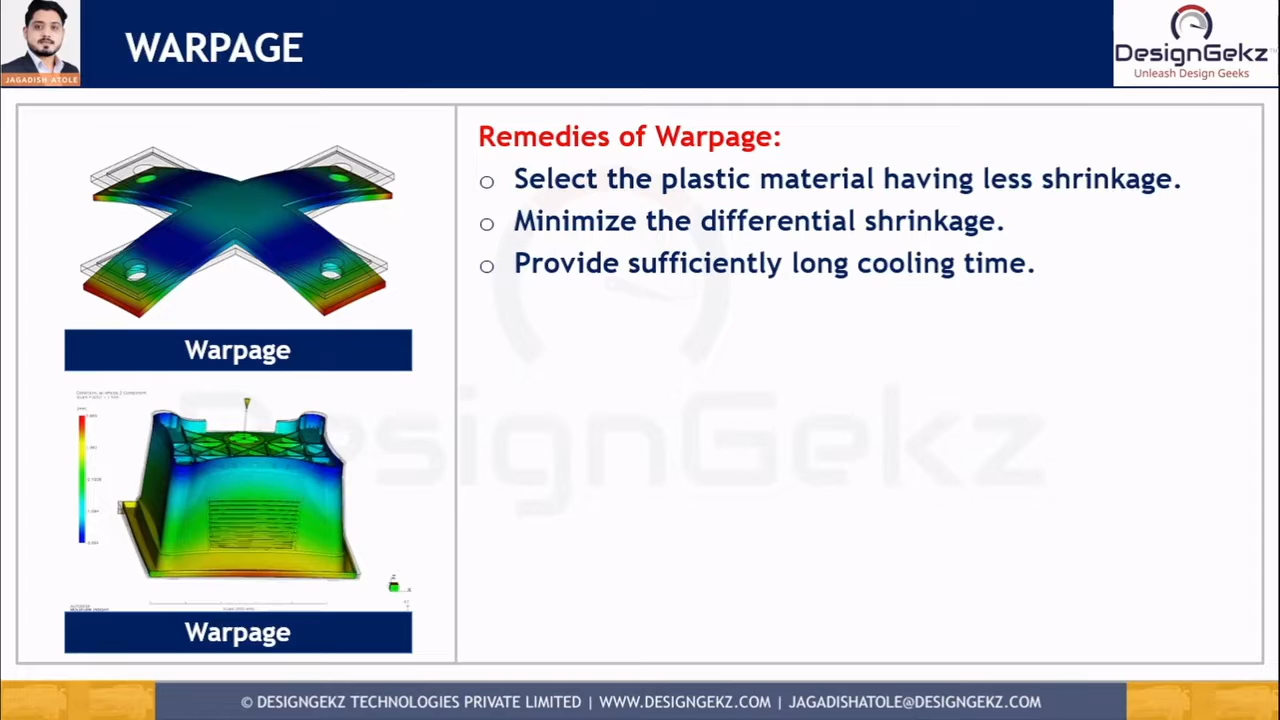 WARPAGE
JAGADISH ATOLE
DesignGekz
Unleash Design Geeks
Remedies of Warpage:
Select the plastic material having less shrinkage.
Minimize the differential shrinkage.
Provide sufficiently long cooling time.
Warpage
Warpage
DesignGekz
© DESIGNGEKZ TECHNOLOGIES PRIVATE LIMITED | WWW.DESIGNGEKZ.COM | JAGADISHATOLE@DESIGNGEKZ.COM